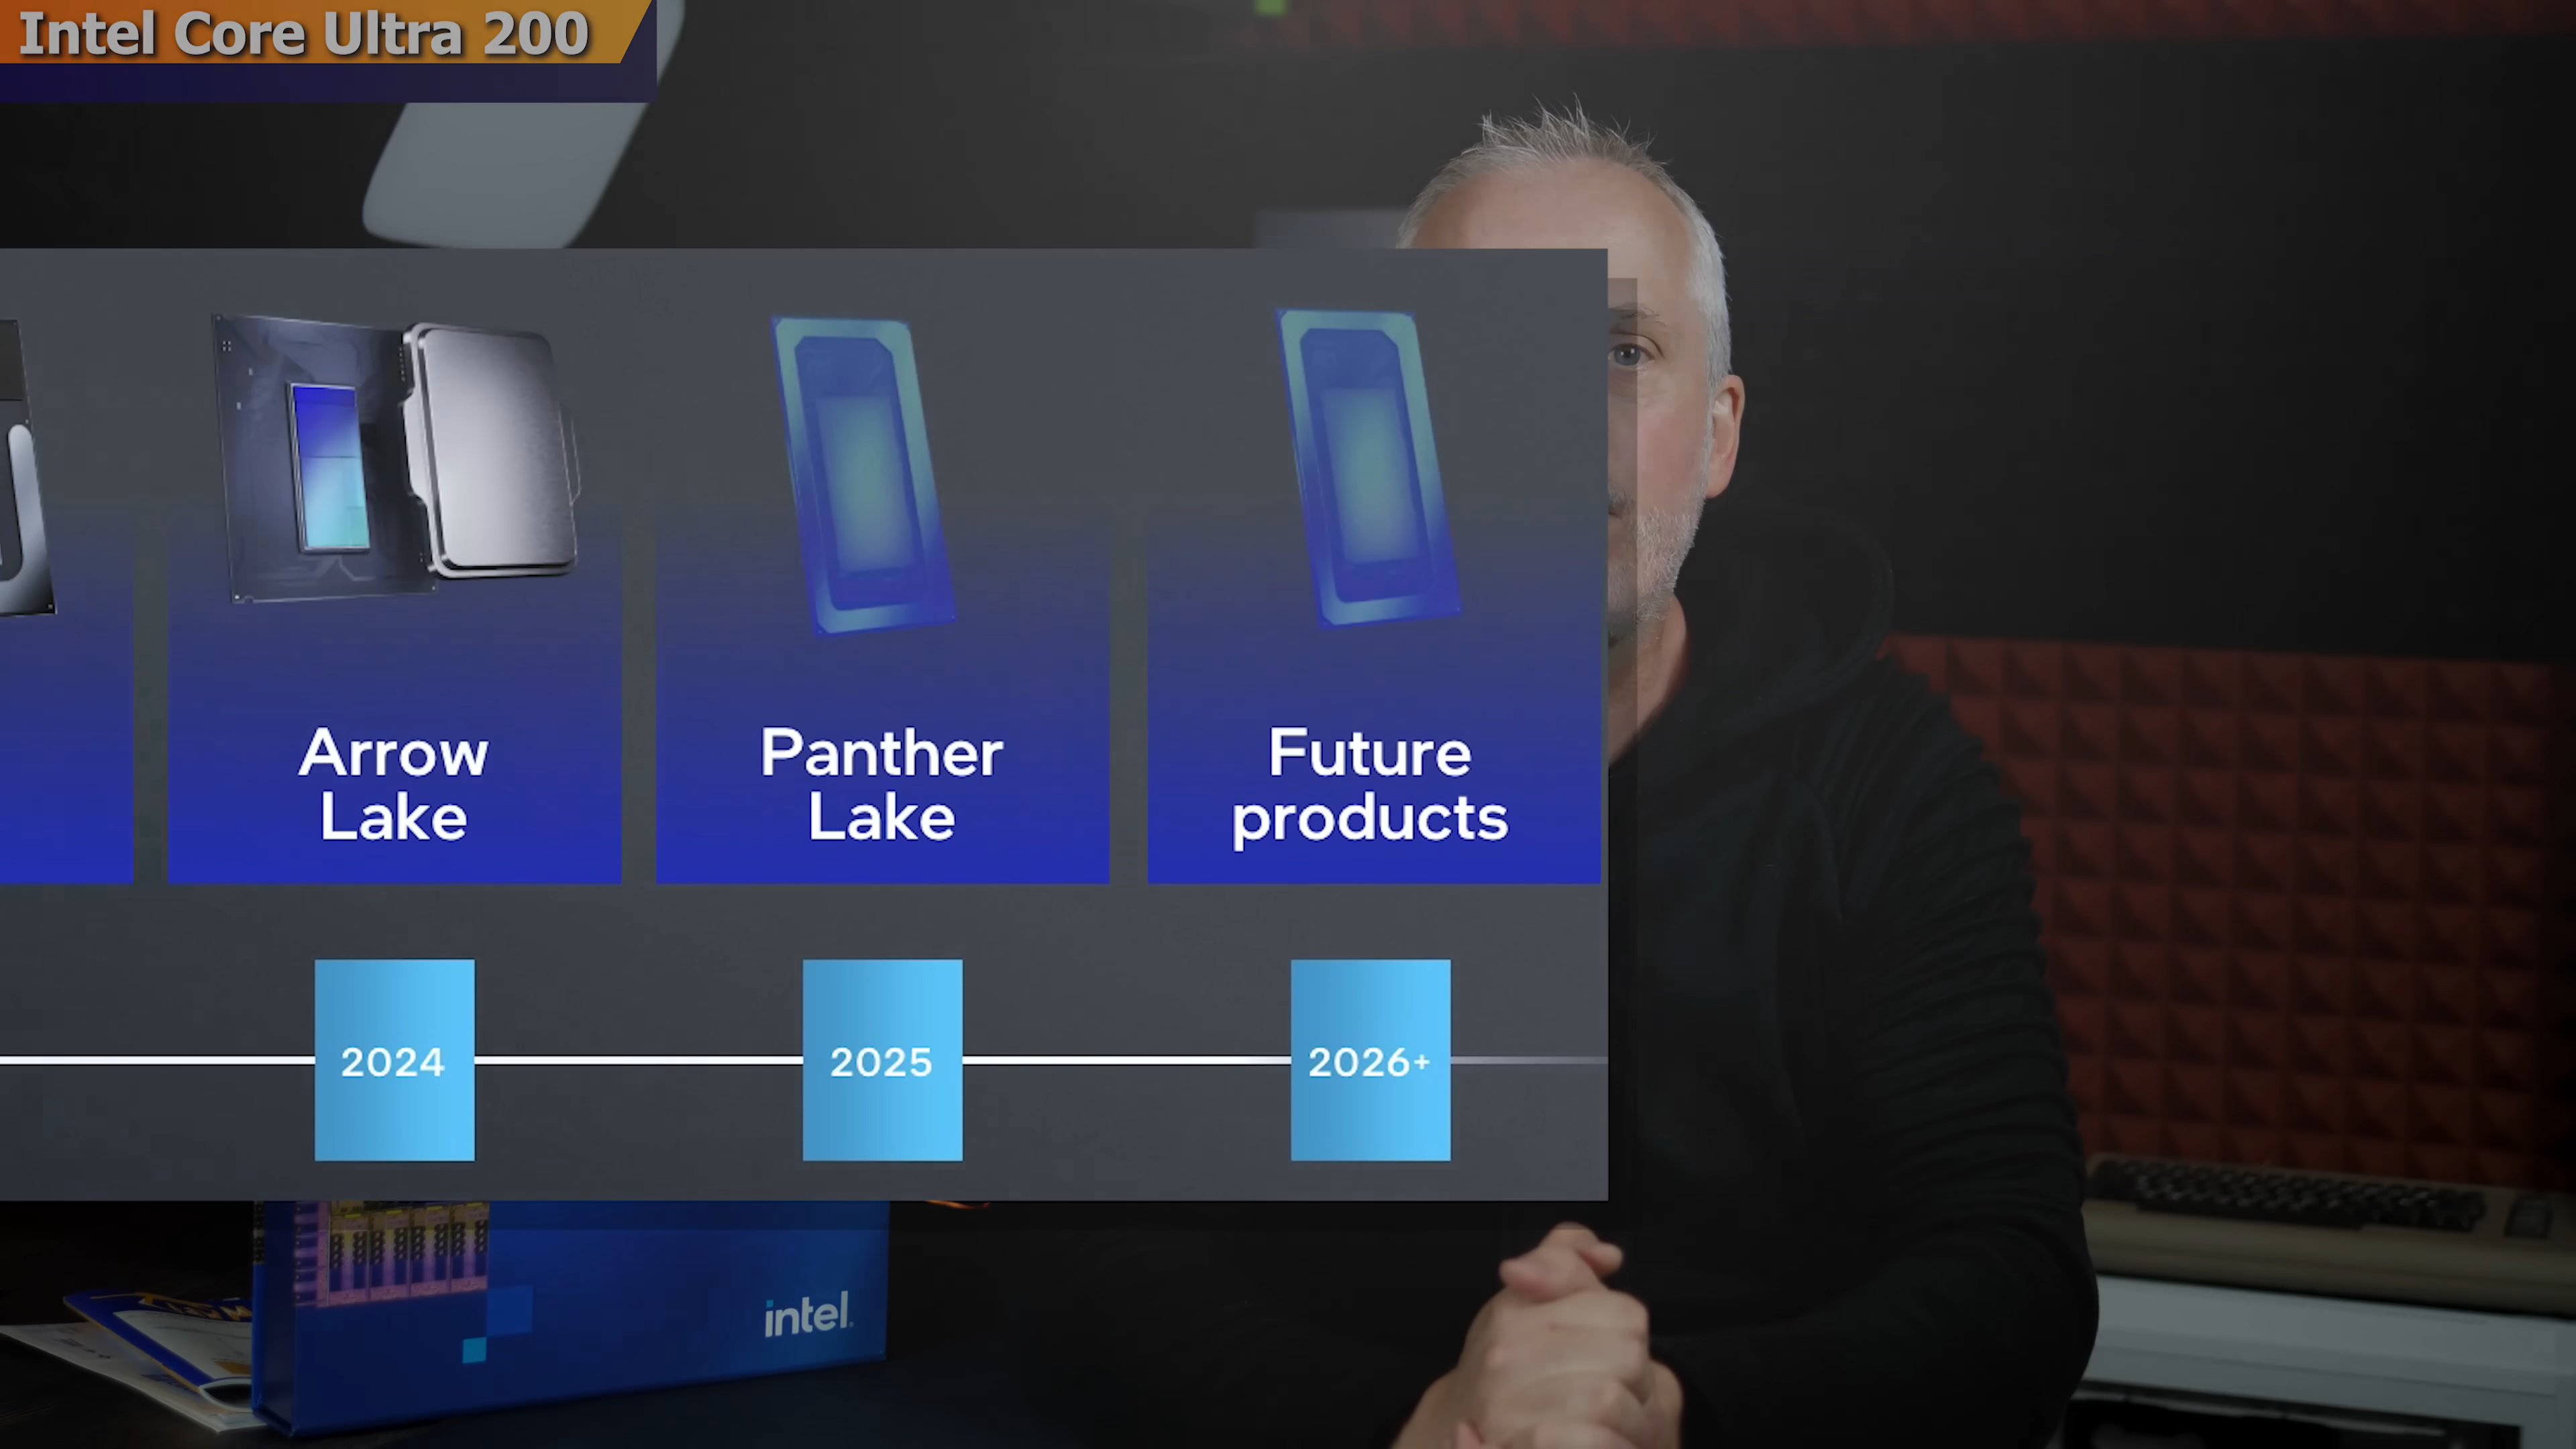 Intel Core Ultra 200
Arrow
Lake
Panther
Lake
Future
products
2024
2025
2026+
intel.